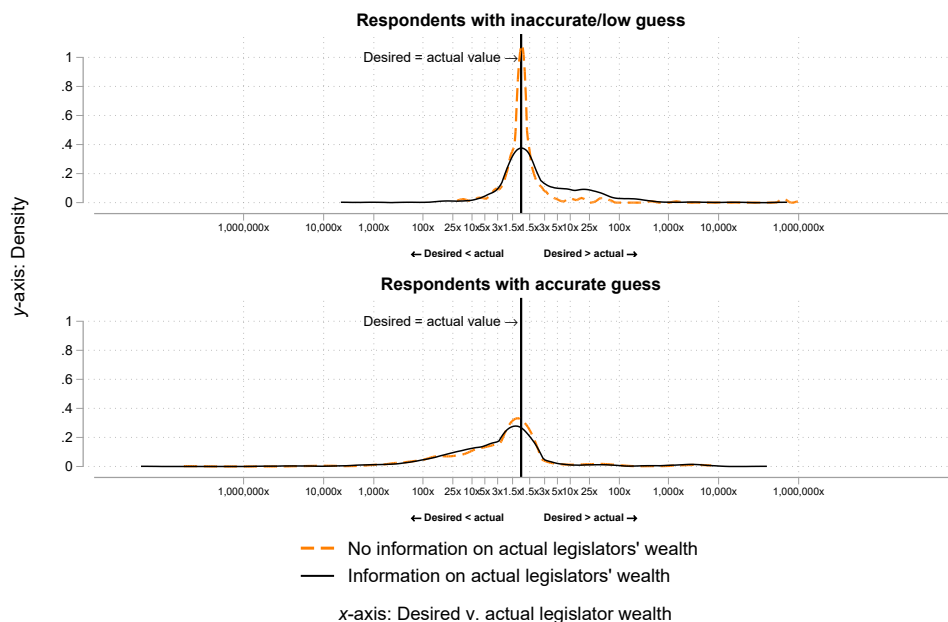 Respondents with inaccurate/low guess
Desired = actual value →
1
.8
.6
.4
.2
0
1,000,000x 10,000x 1,000x 100x 25x 10x 5x 3x 1.5x 1.5x 3x 5x 10x 25x 100x 1,000x 10,000x 1,000,000x
← Desired < actual Desired > actual →
y-axis: Density
Respondents with accurate guess
Desired = actual value →
1
.8
.6
.4
.2
0
1,000,000x 10,000x 1,000x 100x 25x 10x 5x 3x 1.5x 1.5x 3x 5x 10x 25x 100x 1,000x 10,000x 1,000,000x
← Desired < actual Desired > actual →
No information on actual legislators' wealth
Information on actual legislators' wealth
x-axis: Desired v. actual legislator wealth